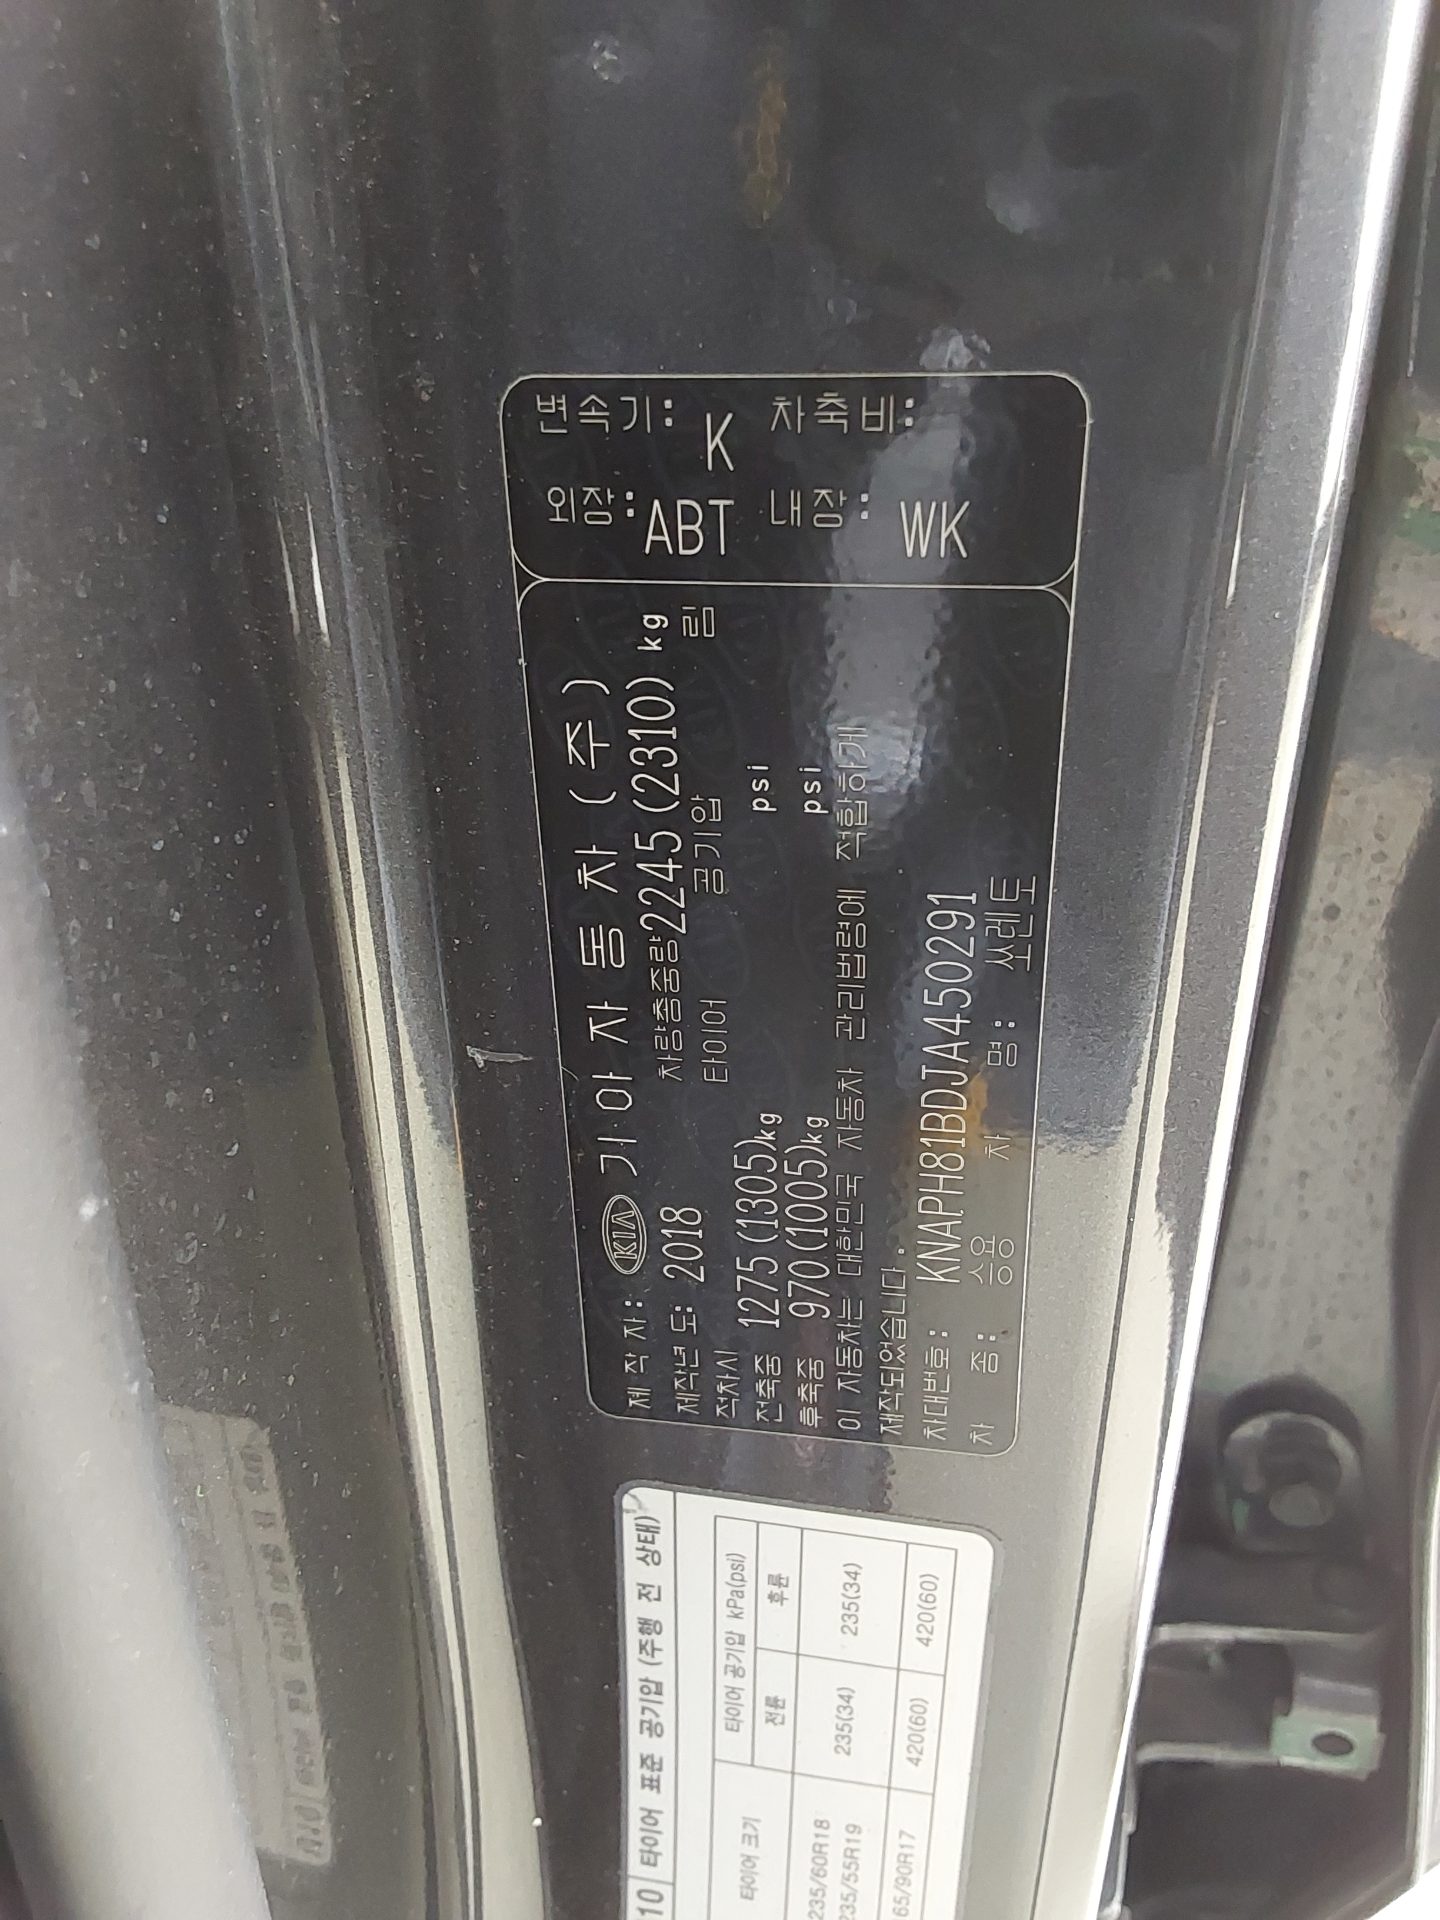 변속기: K 차축비:
외장: ABT 내장: WK
제 작 자: KIA 기아자동차(주)
제작년 도: 2018 차량총중량 2245(2310) kg
적차시 타이어 공기압 림
전축중 1275(1305)kg psi
후축중 970(1005)kg psi
이 자동차는 대한민국 자동차 관리법령에 적합하게
제작되었습니다.
차대번호: KNAPH81BDJA450291
차 종: 승용 차 명: 쏘렌토
10 타이어 표준 공기압 (주행 전 상태)
타이어 크기 타이어 공기압 kPa(psi)
전륜 후륜
235/60R18 235(34) 235(34)
235/55R19
165/90R17 420(60) 420(60)